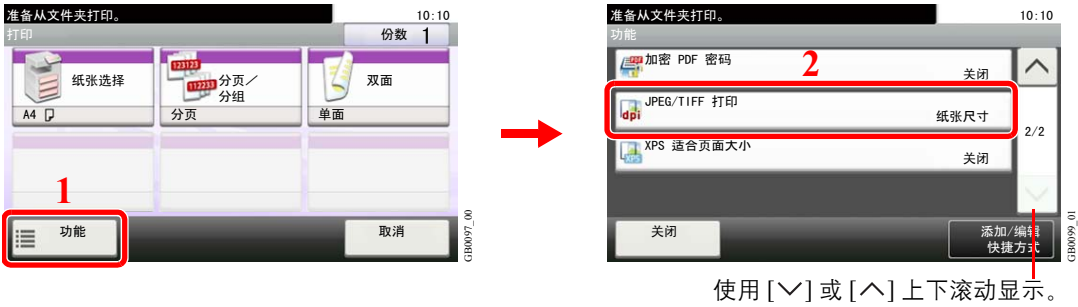 准备从文件夹打印。 10:10
打印 份数 1
纸张选择
A4
123123
112233
分页／
分组
分页
双面
单面
1
功能
取消
GB0097_00
准备从文件夹打印。 10:10
功能
加密 PDF 密码
关闭
2
dpi
JPEG/TIFF 打印
纸张尺寸
2/2
XPS
XPS 适合页面大小
关闭
关闭
添加/编辑
快捷方式
GB0099_01
使用 [∨] 或 [∧] 上下滚动显示。